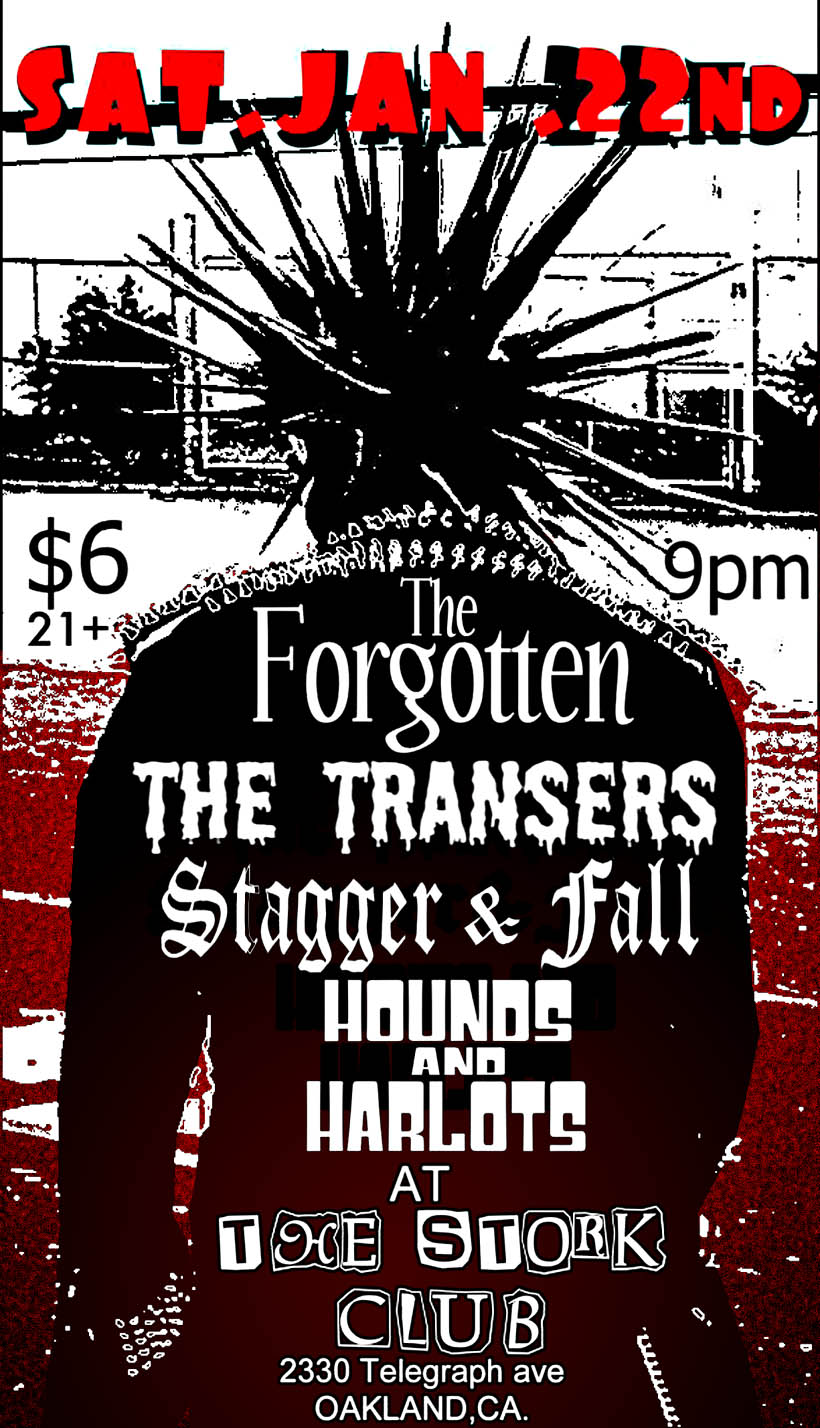 SAT. JAN .22ND
$6
21+
9pm
The
Forgotten
THE TRANSERS
Stagger & Fall
HOUNDS
AND
HARLOTS
AT
THE STORK
CLUB
2330 Telegraph ave
OAKLAND,CA.